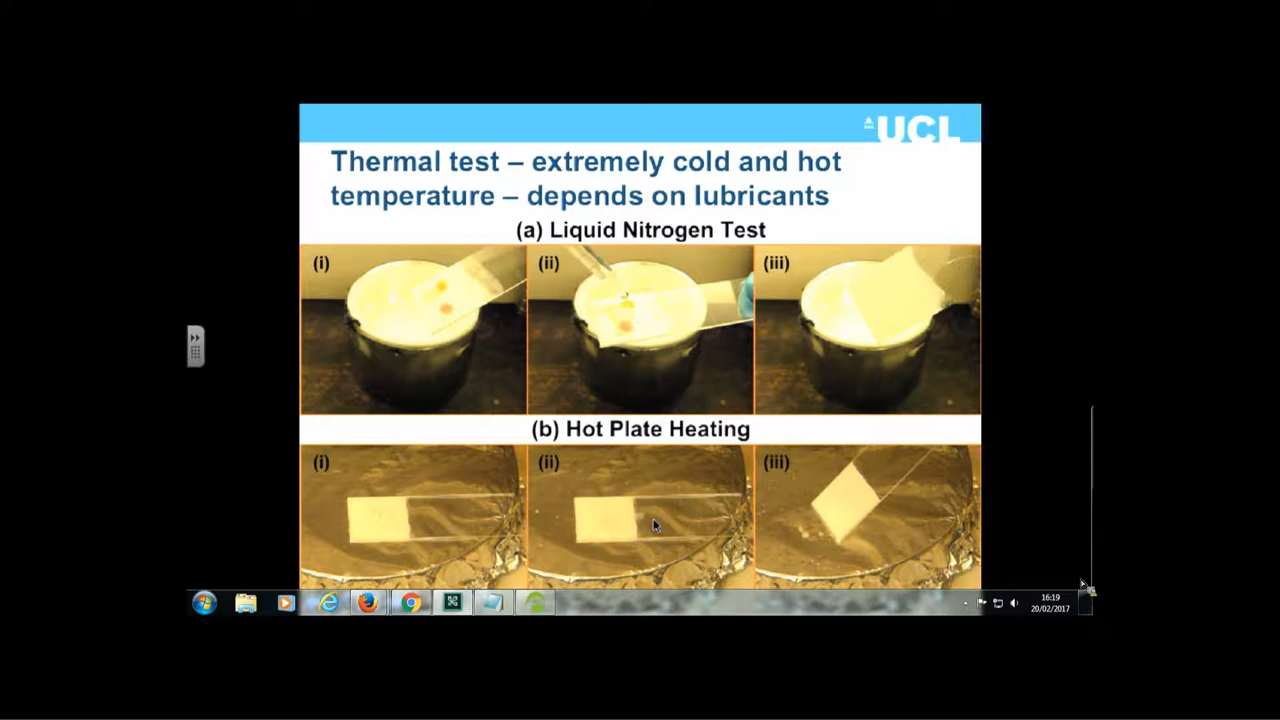 UCL
Thermal test – extremely cold and hot
temperature – depends on lubricants
(a) Liquid Nitrogen Test
(i)
(ii)
(iii)
(b) Hot Plate Heating
(i)
(ii)
(iii)
16:19
20/02/2017